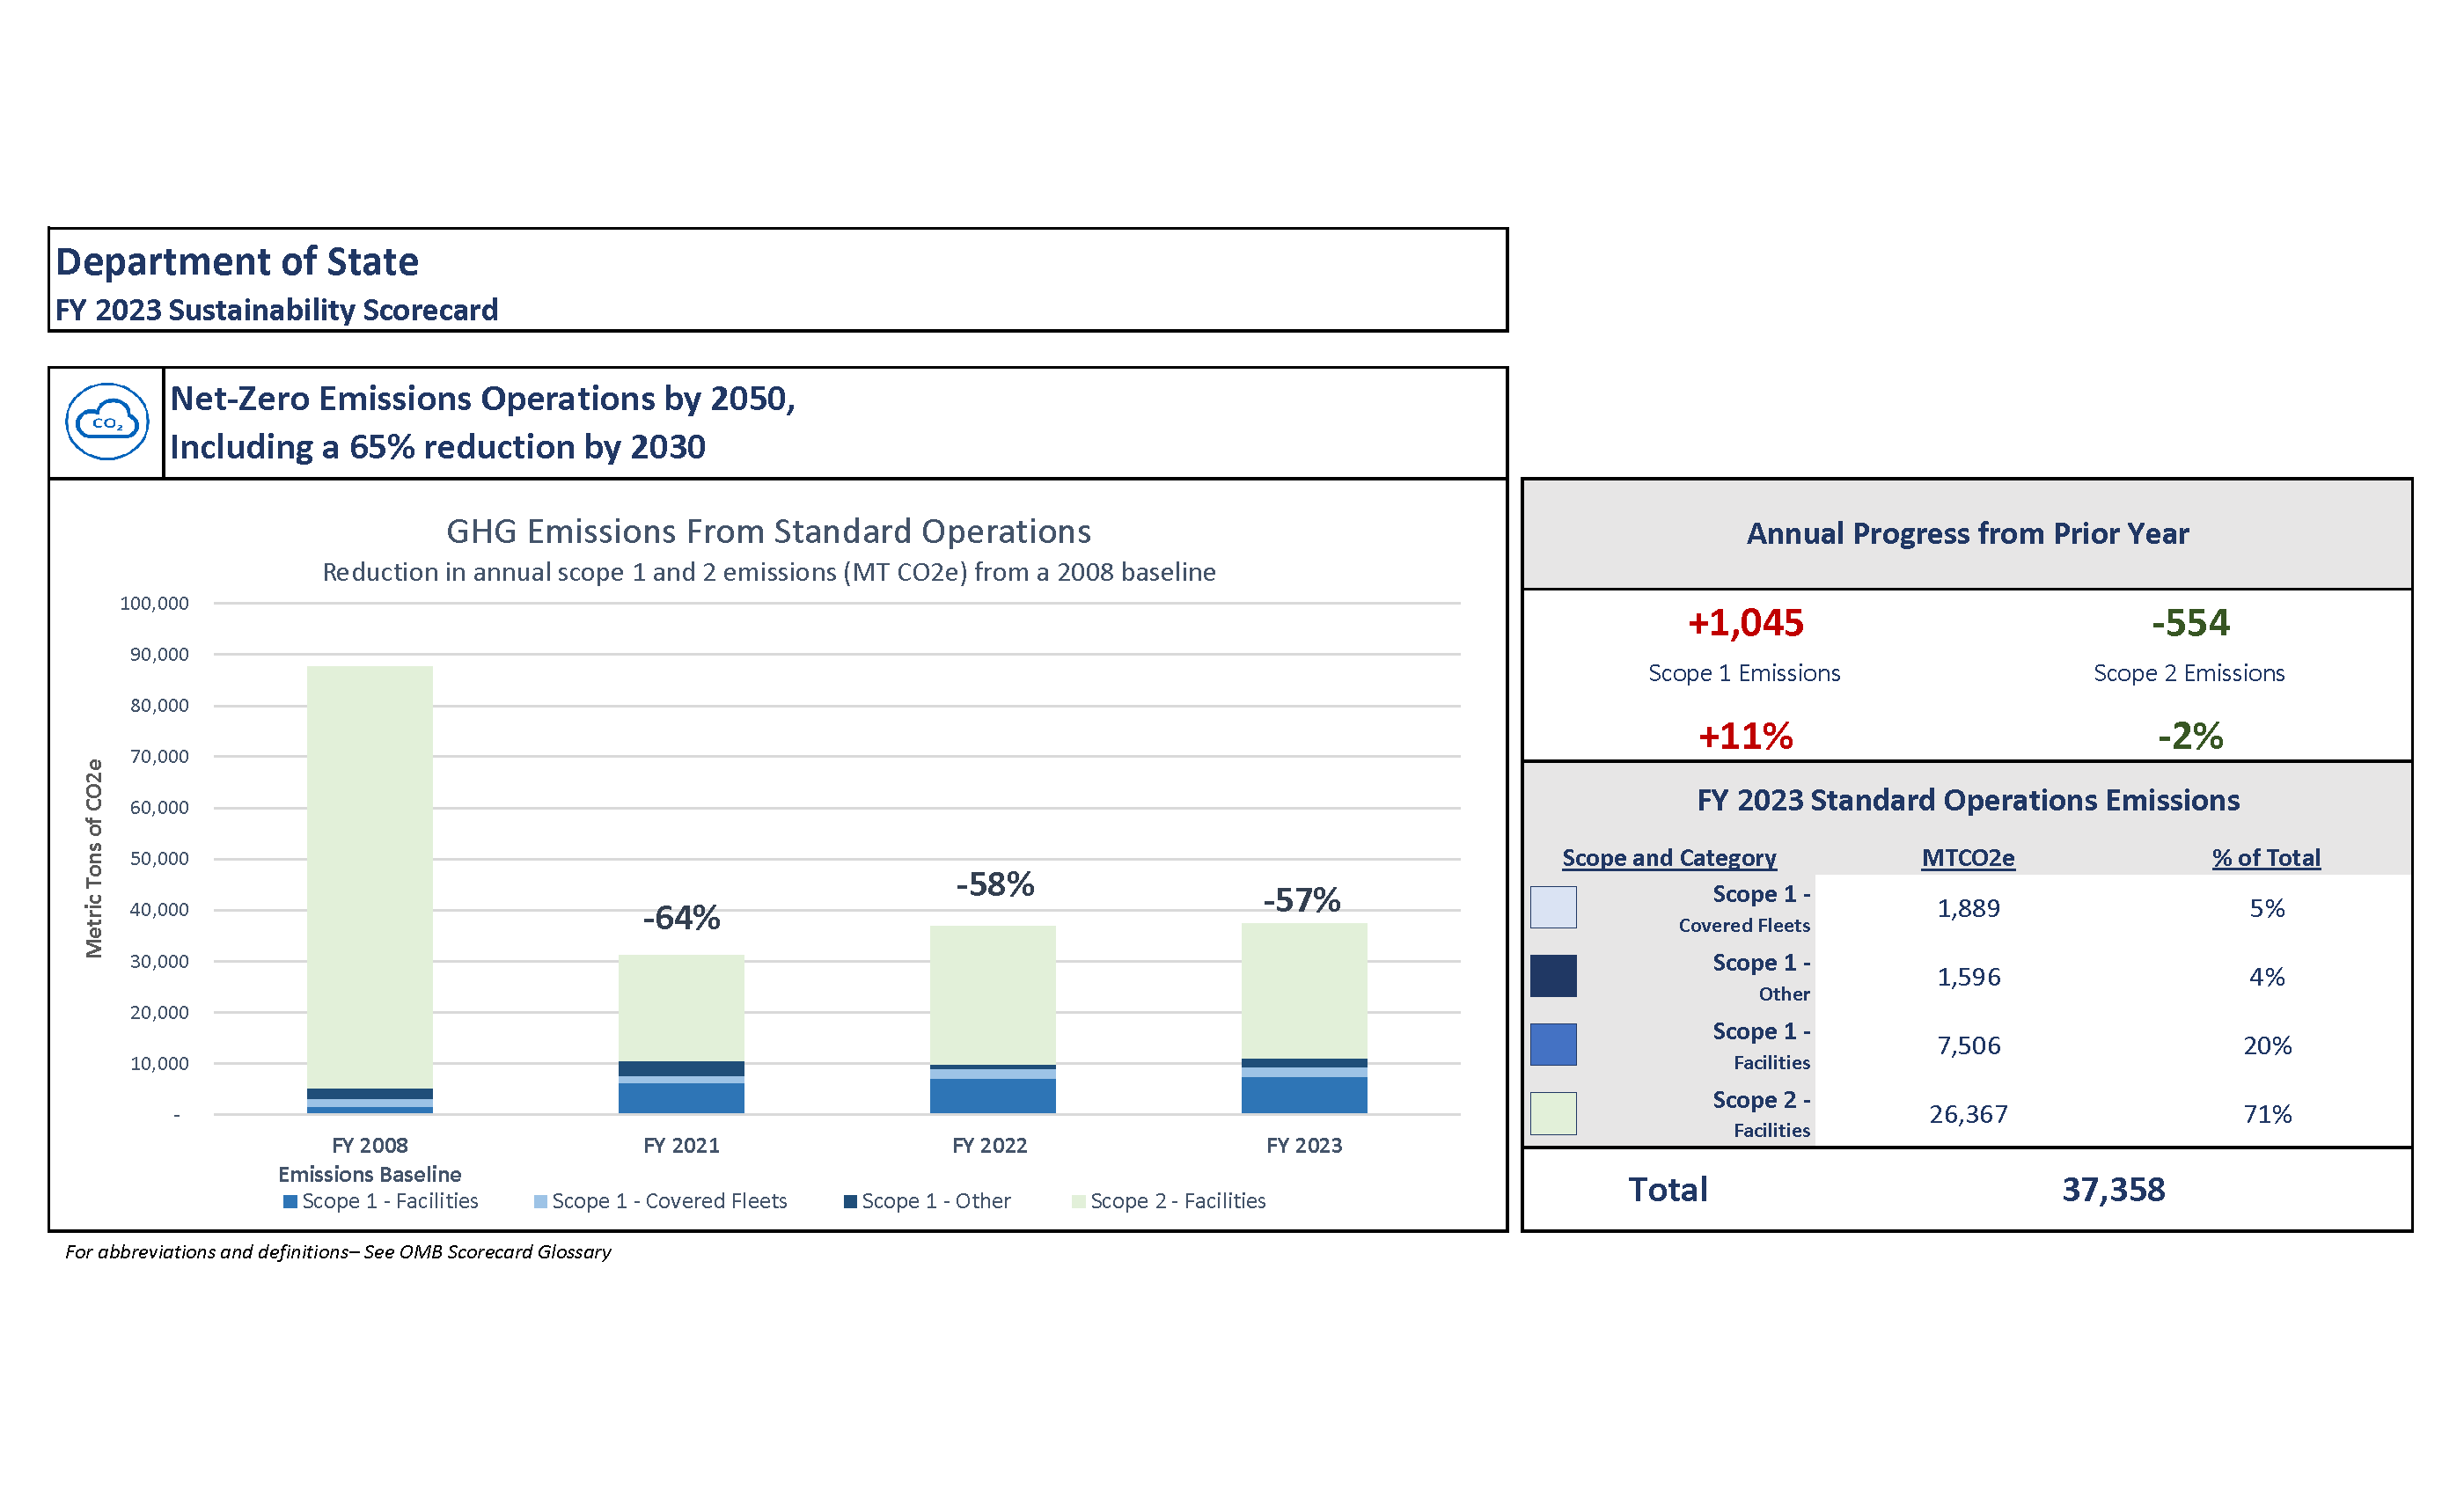 Department of State
FY 2023 Sustainability Scorecard
CO₂
Net-Zero Emissions Operations by 2050,
Including a 65% reduction by 2030
GHG Emissions From Standard Operations
Reduction in annual scope 1 and 2 emissions (MT CO2e) from a 2008 baseline
Metric Tons of CO2e
100,000
90,000
80,000
70,000
60,000
50,000
40,000
30,000
20,000
10,000
-
-64%
-58%
-57%
FY 2008
Emissions Baseline
FY 2021
FY 2022
FY 2023
Scope 1 - Facilities
Scope 1 - Covered Fleets
Scope 1 - Other
Scope 2 - Facilities
For abbreviations and definitions– See OMB Scorecard Glossary
Annual Progress from Prior Year
+1,045 -554
Scope 1 Emissions Scope 2 Emissions
+11% -2%
FY 2023 Standard Operations Emissions
Scope and Category MTCO2e % of Total
Scope 1 -
Covered Fleets
1,889 5%
Scope 1 -
Other
1,596 4%
Scope 1 -
Facilities
7,506 20%
Scope 2 -
Facilities
26,367 71%
Total 37,358